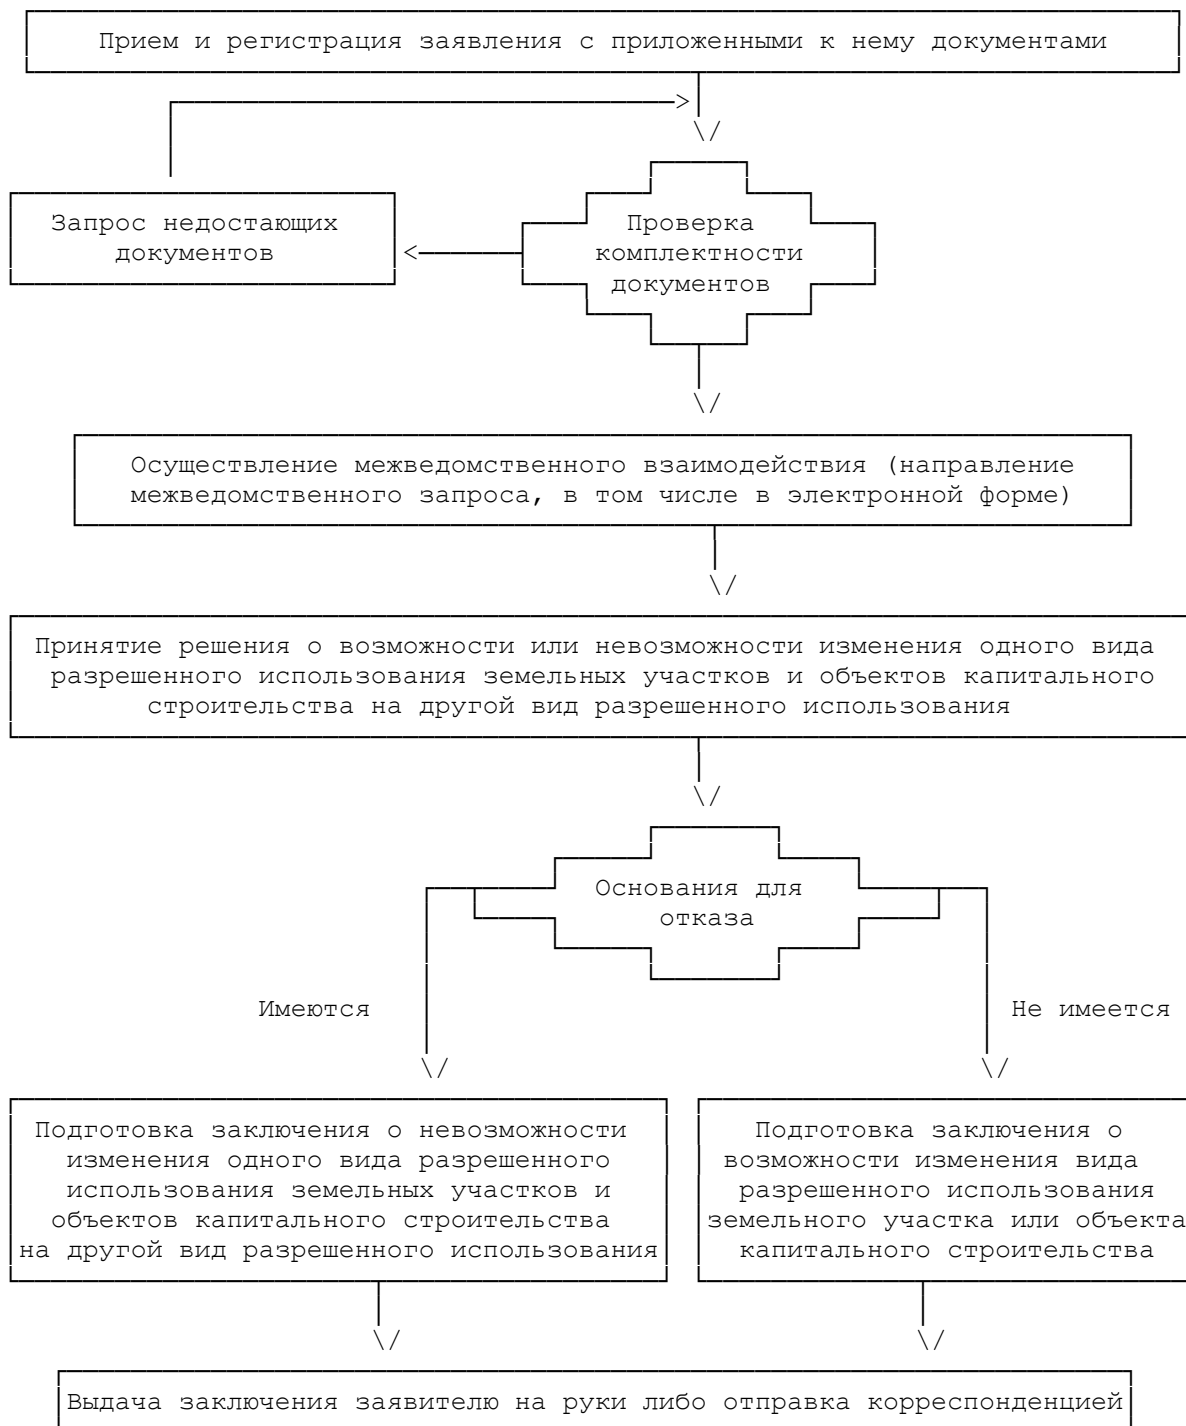 Прием и регистрация заявления с приложенными к нему документами
Запрос недостающих
документов
Проверка
комплектности
документов
Осуществление межведомственного взаимодействия (направление
межведомственного запроса, в том числе в электронной форме)
Принятие решения о возможности или невозможности изменения одного вида
разрешенного использования земельных участков и объектов капитального
строительства на другой вид разрешенного использования
Основания для
отказа
Имеются
Не имеется
Подготовка заключения о невозможности
изменения одного вида разрешенного
использования земельных участков и
объектов капитального строительства
на другой вид разрешенного использования
Подготовка заключения о
возможности изменения вида
разрешенного использования
земельного участка или объекта
капитального строительства
Выдача заключения заявителю на руки либо отправка корреспонденцией